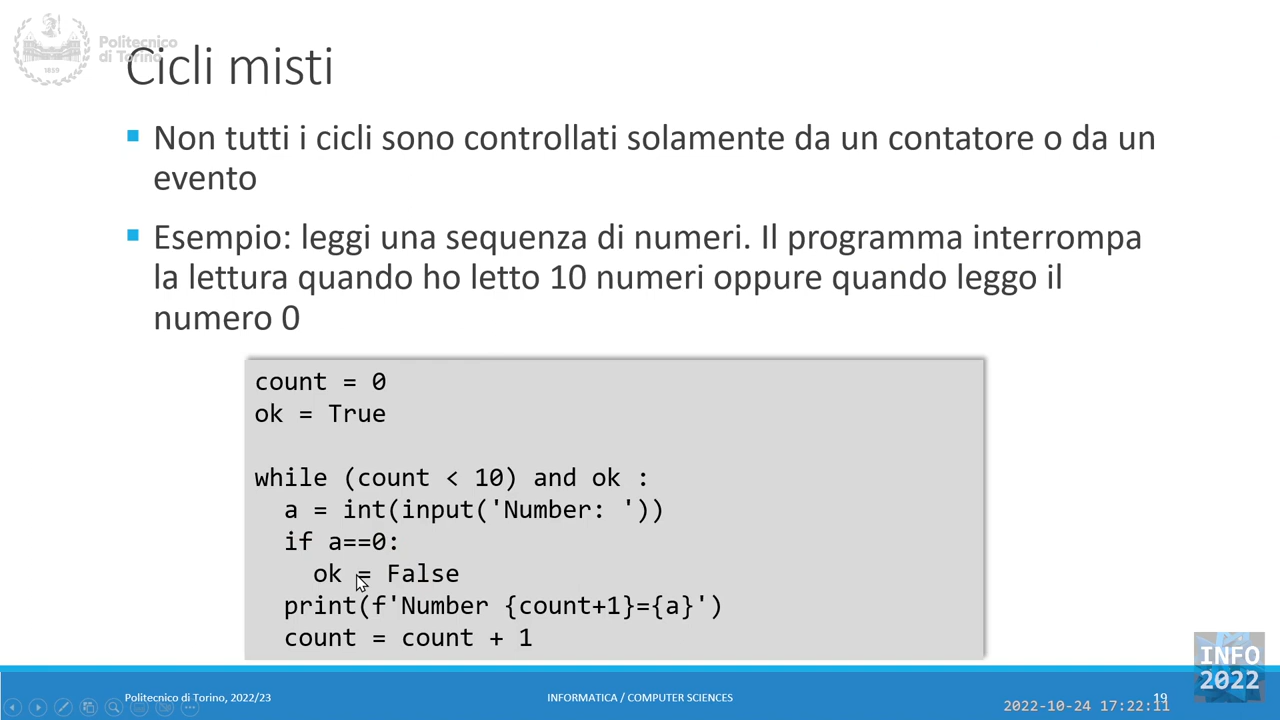 Politecnico
di Torino
1859
Cicli misti
Non tutti i cicli sono controllati solamente da un contatore o da un
evento
Esempio: leggi una sequenza di numeri. Il programma interrompa
la lettura quando ho letto 10 numeri oppure quando leggo il
numero 0
count = 0
ok = True
while (count < 10) and ok :
a = int(input('Number: '))
if a==0:
ok = False
print(f'Number {count+1}={a}')
count = count + 1
INFO
2022
Politecnico di Torino, 2022/23
INFORMATICA / COMPUTER SCIENCES
19
2022-10-24 17:22:11